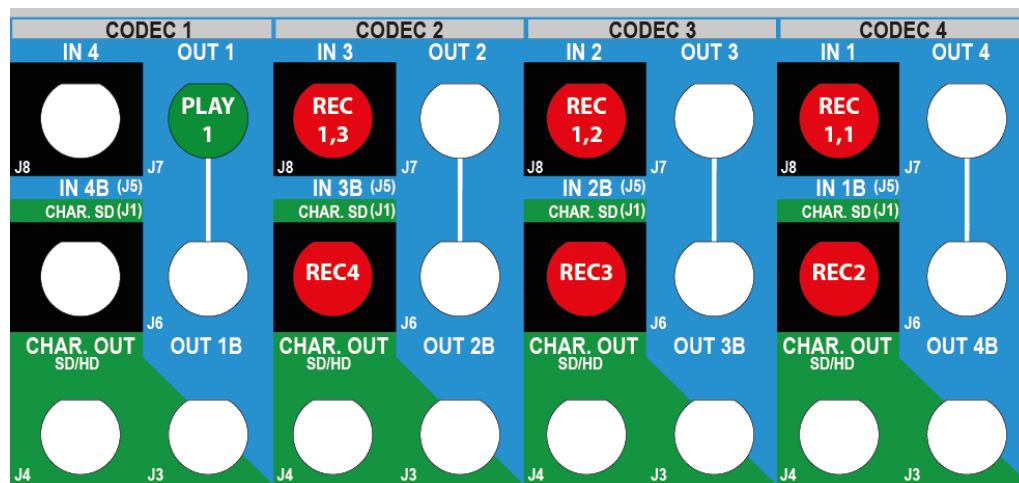 CODEC 1 CODEC 2 CODEC 3 CODEC 4
IN 4 OUT 1 IN 3 OUT 2 IN 2 OUT 3 IN 1 OUT 4
PLAY REC REC REC
1 1,3 1,2 1,1
J8 J7 J8 J7 J8 J7 J8 J7
IN 4B (J5) IN 3B (J5) IN 2B (J5) IN 1B (J5)
CHAR. SD (J1) CHAR. SD (J1) CHAR. SD (J1) CHAR. SD (J1)
REC4 REC3 REC2
J6 J6 J6 J6
CHAR. OUT OUT 1B CHAR. OUT OUT 2B CHAR. OUT OUT 3B CHAR. OUT OUT 4B
SD/HD SD/HD SD/HD SD/HD
J4 J3 J4 J3 J4 J3 J4 J3